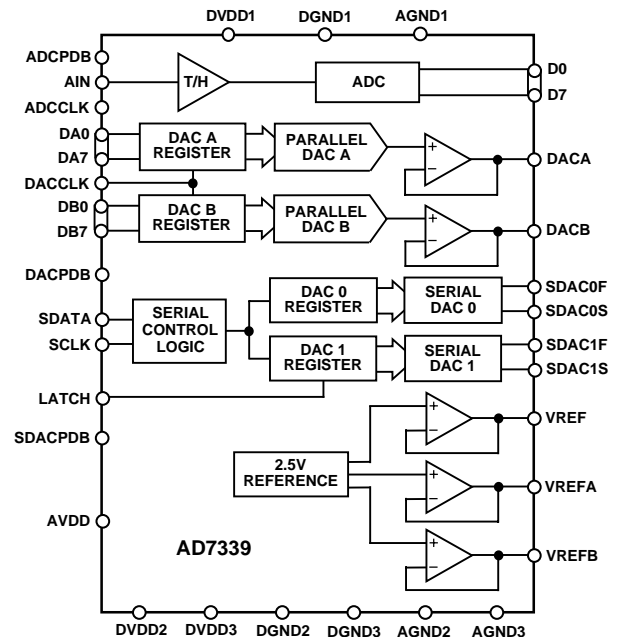 DVDD1
DGND1
AGND1
ADCPDB
AIN
ADCCLK
T/H
ADC
D0
D7
DA0
DA7
DACCLK
DB0
DB7
DAC A
REGISTER
PARALLEL
DAC A
+
−
DACA
DAC B
REGISTER
PARALLEL
DAC B
+
−
DACB
DACPDB
SDATA
SCLK
SERIAL
CONTROL
LOGIC
DAC 0
REGISTER
SERIAL
DAC 0
SDAC0F
SDAC0S
DAC 1
REGISTER
SERIAL
DAC 1
SDAC1F
SDAC1S
LATCH
SDACPDB
2.5V
REFERENCE
+
−
VREF
+
−
VREFA
+
−
VREFB
AVDD
AD7339
DVDD2
DVDD3
DGND2
DGND3
AGND2
AGND3